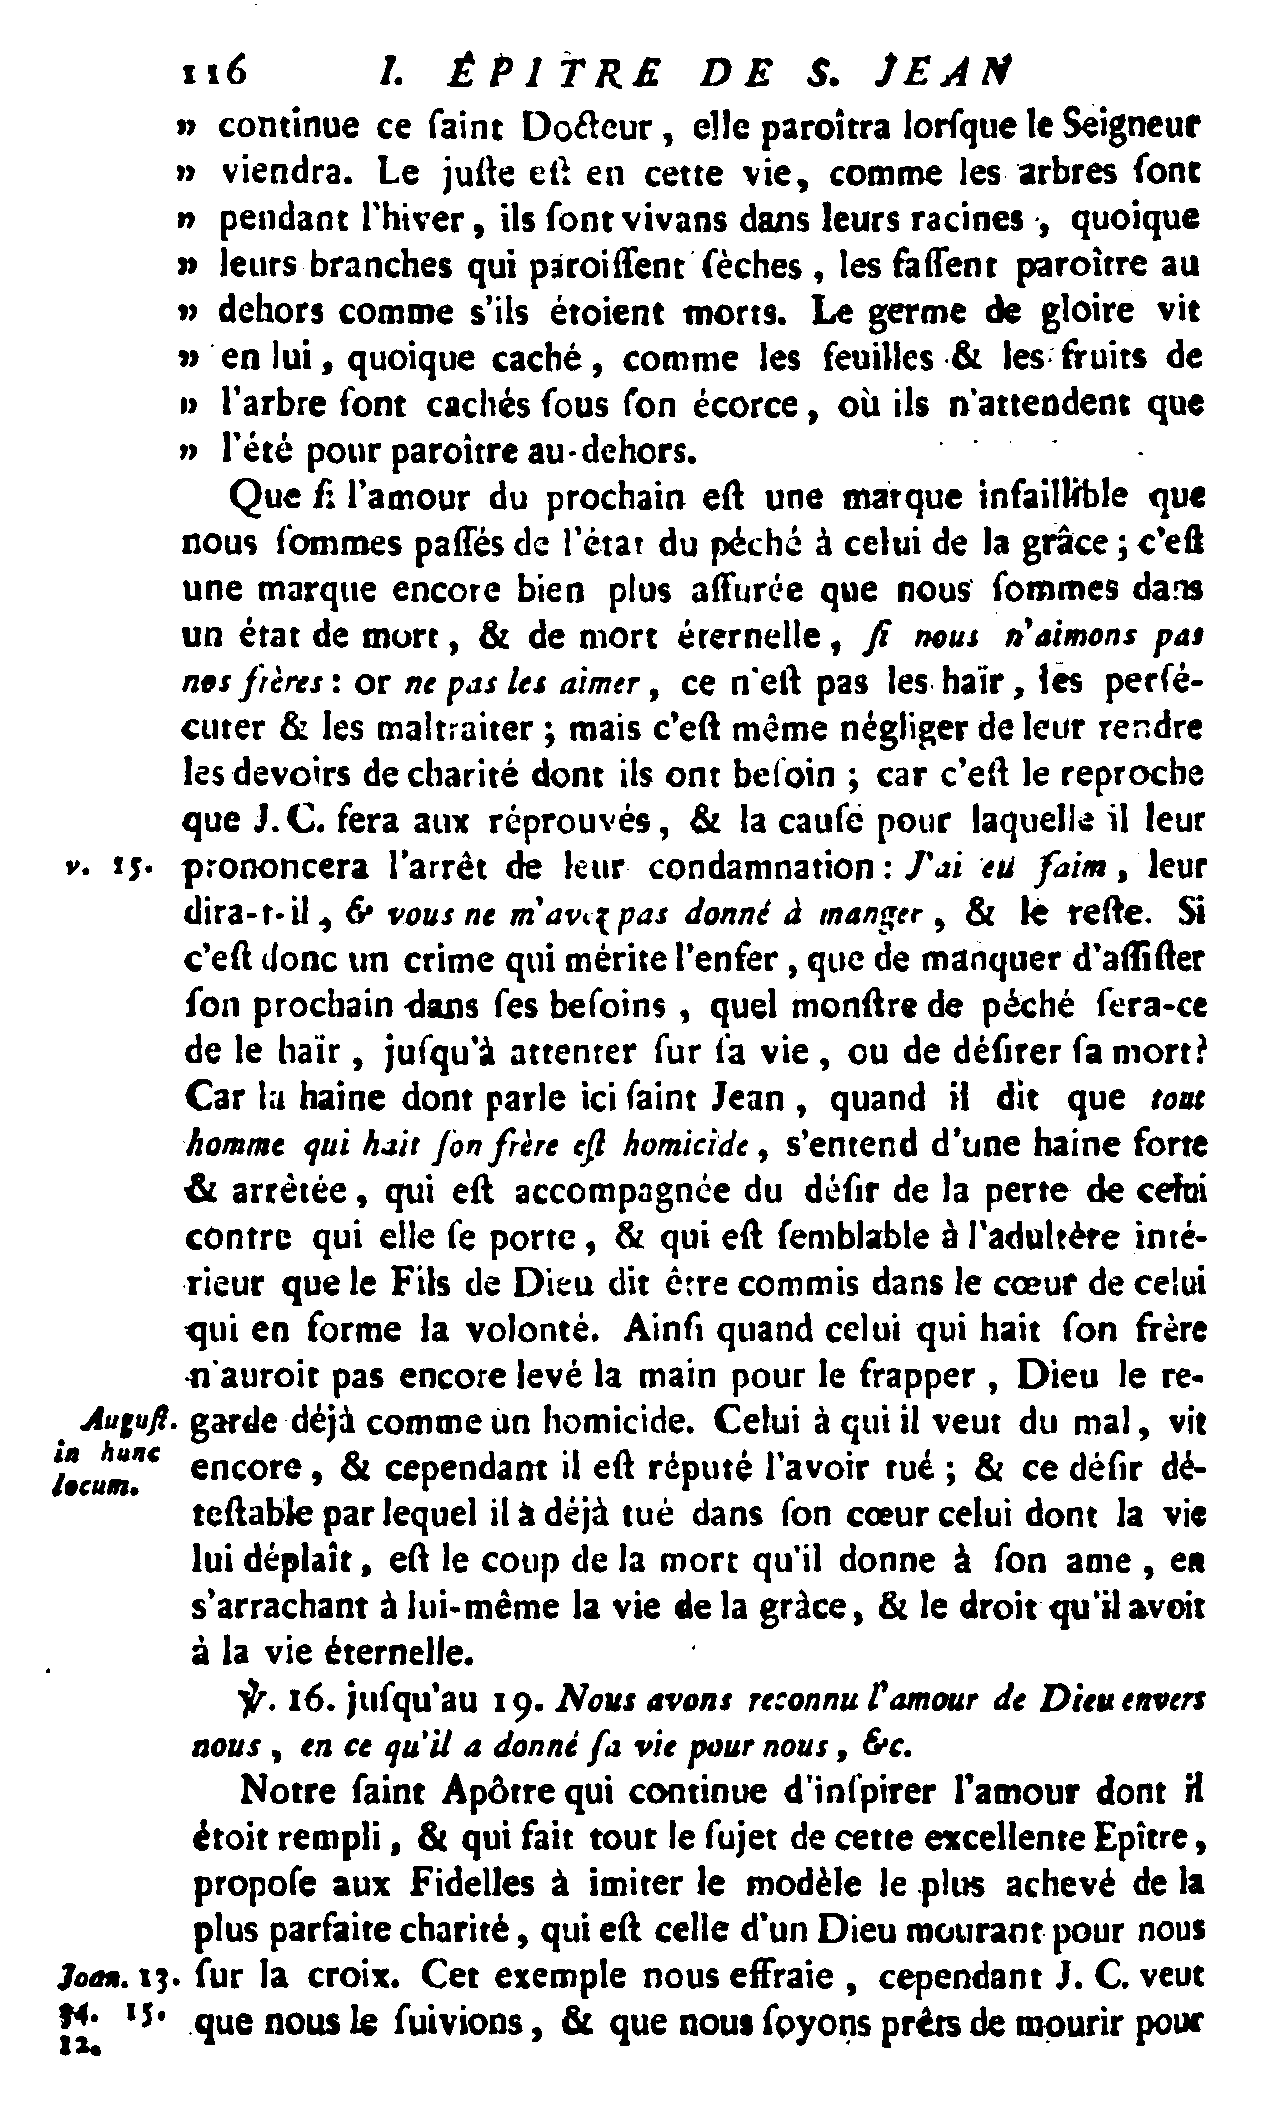 116 I. ÉPITRE DE S. JEAN
» continue ce ſaint Docteur, elle paroîtra lorſque le Seigneur
» viendra. Le juſte eſt en cette vie, comme les arbres ſont
» pendant l'hiver, ils ſont vivans dans leurs racines, quoique
» leurs branches qui paroiſſent ſèches, les faſſent paroître au
» dehors comme s'ils étoient morts. Le germe de gloire vit
» en lui, quoique caché, comme les feuilles & les fruits de
» l'arbre ſont cachés ſous ſon écorce, où ils n'attendent que
» l'été pour paroître au-dehors.
Que ſi l'amour du prochain eſt une marque infaillible que
nous ſommes paſſés de l'état du péché à celui de la grâce; c'eſt
une marque encore bien plus aſſurée que nous ſommes dans
un état de mort, & de mort éternelle, ſi nous n'aimons pas
nos frères: or ne pas les aimer, ce n'eſt pas les haïr, les perſé-
cuter & les maltraiter; mais c'eſt même négliger de leur rendre
les devoirs de charité dont ils ont beſoin; car c'eſt le reproche
que J. C. fera aux réprouvés, & la cauſe pour laquelle il leur
v. 15. prononcera l'arrêt de leur condamnation: J'ai eu faim, leur
dira-t-il, & vous ne m'avez pas donné à manger, & le reſte. Si
c'eſt donc un crime qui mérite l'enfer, que de manquer d'aſſiſter
ſon prochain dans ſes beſoins, quel monſtre de péché ſera-ce
de le haïr, juſqu'à attenter ſur ſa vie, ou de déſirer ſa mort?
Car la haine dont parle ici ſaint Jean, quand il dit que tout
homme qui hait ſon frère eſt homicide, s'entend d'une haine forte
& arrêtée, qui eſt accompagnée du déſir de la perte de celui
contre qui elle ſe porte, & qui eſt ſemblable à l'adultère inté-
rieur que le Fils de Dieu dit être commis dans le cœur de celui
qui en forme la volonté. Ainſi quand celui qui hait ſon frère
n'auroit pas encore levé la main pour le frapper, Dieu le re-
Auguſt. garde déjà comme un homicide. Celui à qui il veut du mal, vit
in hunc
locum.
encore, & cependant il eſt réputé l'avoir tué; & ce déſir dé-
teſtable par lequel il à déjà tué dans ſon cœur celui dont la vie
lui déplaît, eſt le coup de la mort qu'il donne à ſon ame, en
s'arrachant à lui-même la vie de la grâce, & le droit qu'il avoit
à la vie éternelle.
℣. 16. juſqu'au 19. Nous avons reconnu l'amour de Dieu envers
nous, en ce qu'il a donné ſa vie pour nous, &c.
Notre ſaint Apôtre qui continue d'inſpirer l'amour dont il
étoit rempli, & qui fait tout le ſujet de cette excellente Epître,
propoſe aux Fidelles à imiter le modèle le plus achevé de la
plus parfaite charité, qui eſt celle d'un Dieu mourant pour nous
Joan. 13. ſur la croix. Cet exemple nous effraie, cependant J. C. veut
34. 15. que nous le ſuivions, & que nous ſoyons prêts de mourir pour
12.